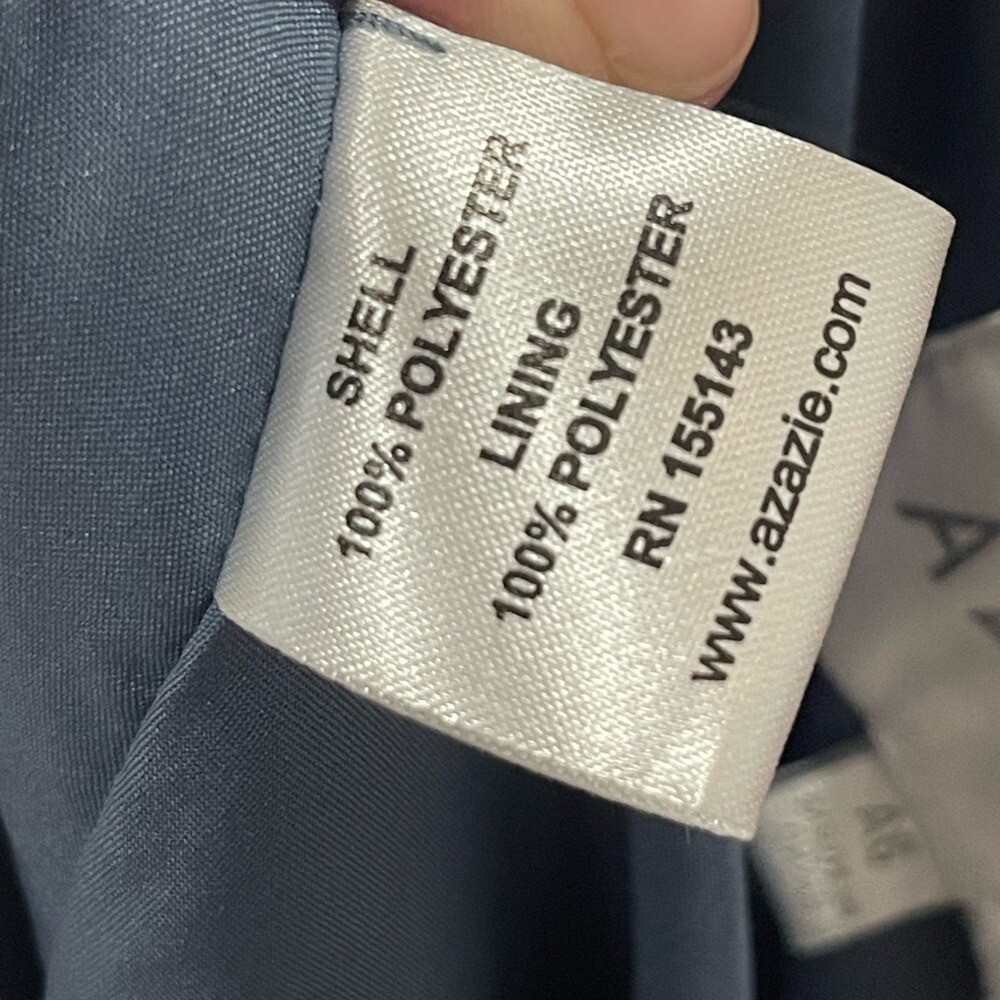 SHELL
100% POLYESTER
LINING
100% POLYESTER
RN 155143
www.azazie.com
A